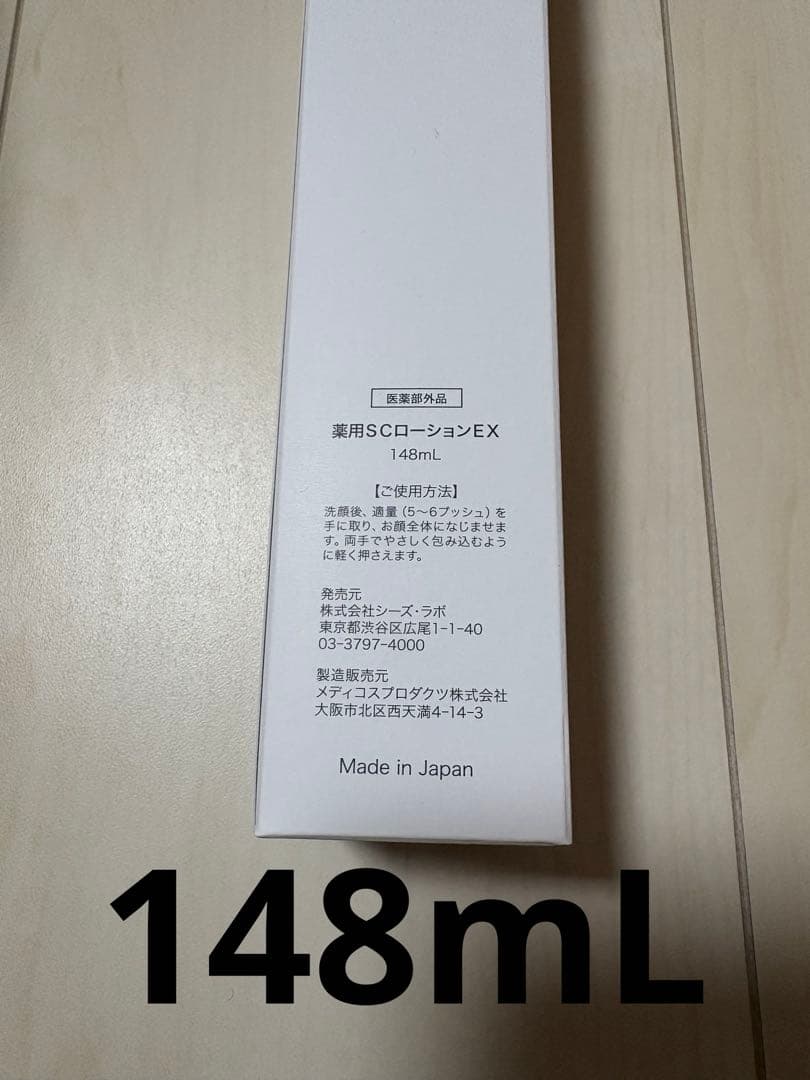 医薬部外品
薬用SCローションEX
148mL
【ご使用方法】
洗顔後、適量（5〜6プッシュ）を
手に取り、お顔全体になじませま
す。両手でやさしく包み込むよう
に軽く押さえます。
発売元
株式会社シーズ・ラボ
東京都渋谷区広尾1-1-40
03-3797-4000
製造販売元
メディコスプロダクツ株式会社
大阪市北区西天満4-14-3
Made in Japan
148mL